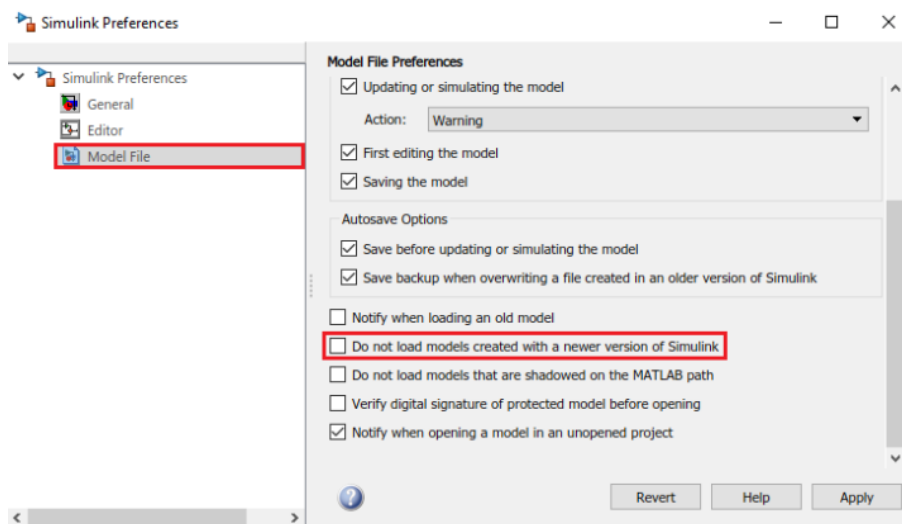 Simulink Preferences
Simulink Preferences
General
Editor
Model File
Model File Preferences
Updating or simulating the model
Action: Warning
First editing the model
Saving the model
Autosave Options
Save before updating or simulating the model
Save backup when overwriting a file created in an older version of Simulink
Notify when loading an old model
Do not load models created with a newer version of Simulink
Do not load models that are shadowed on the MATLAB path
Verify digital signature of protected model before opening
Notify when opening a model in an unopened project
? Revert Help Apply